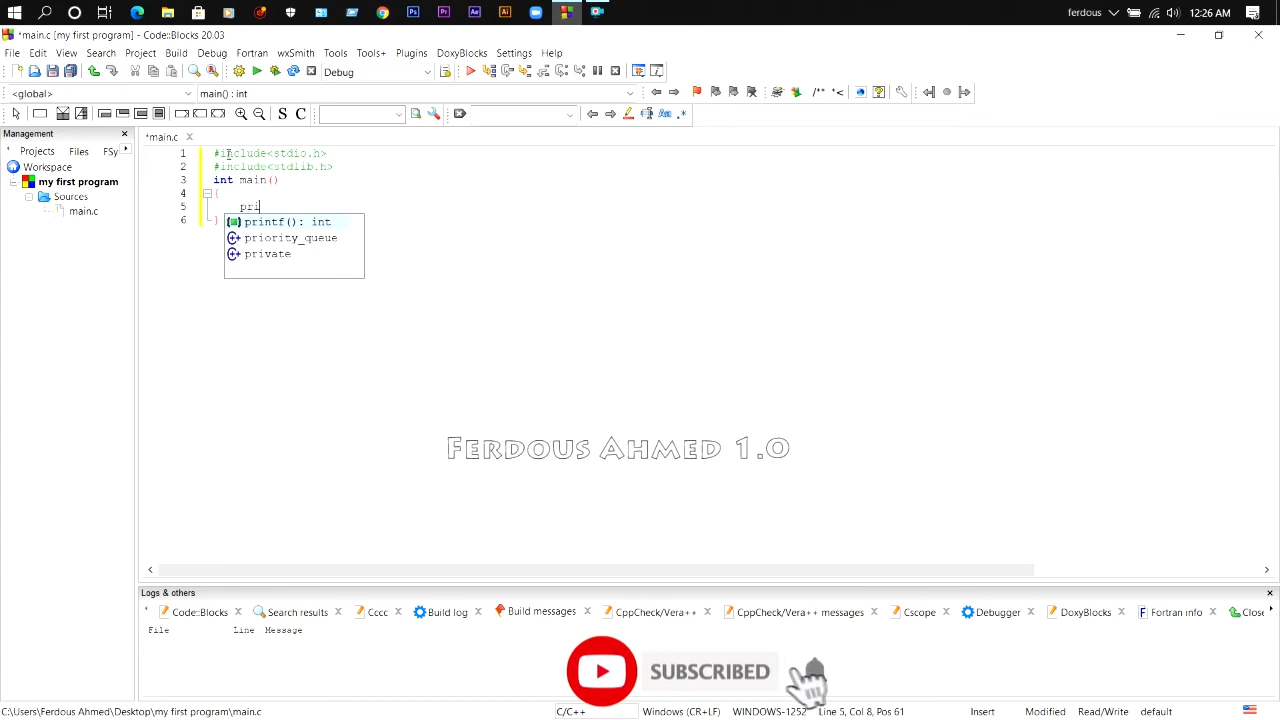 ferdous 12:26 AM
*main.c [my first program] - Code::Blocks 20.03
File Edit View Search Project Build Debug Fortran wxSmith Tools Tools+ Plugins DoxyBlocks Settings Help
Debug
<global> main() : int
/** *<
S C Aa .*
Management
Projects Files FSy
*main.c
Workspace
my first program
Sources
main.c
1 #include<stdio.h>
2 #include<stdlib.h>
3 int main()
4 {
5 pri
6 }
printf(): int
priority_queue
private
Ferdous Ahmed 1.0
Logs & others
Code::Blocks Search results Cccc Build log Build messages CppCheck/Vera++ CppCheck/Vera++ messages Cscope Debugger DoxyBlocks Fortran info Close
File Line Message
SUBSCRIBED
C:\Users\Ferdous Ahmed\Desktop\my first program\main.c C/C++ Windows (CR+LF) WINDOWS-1252 Line 5, Col 8, Pos 61 Insert Modified Read/Write default